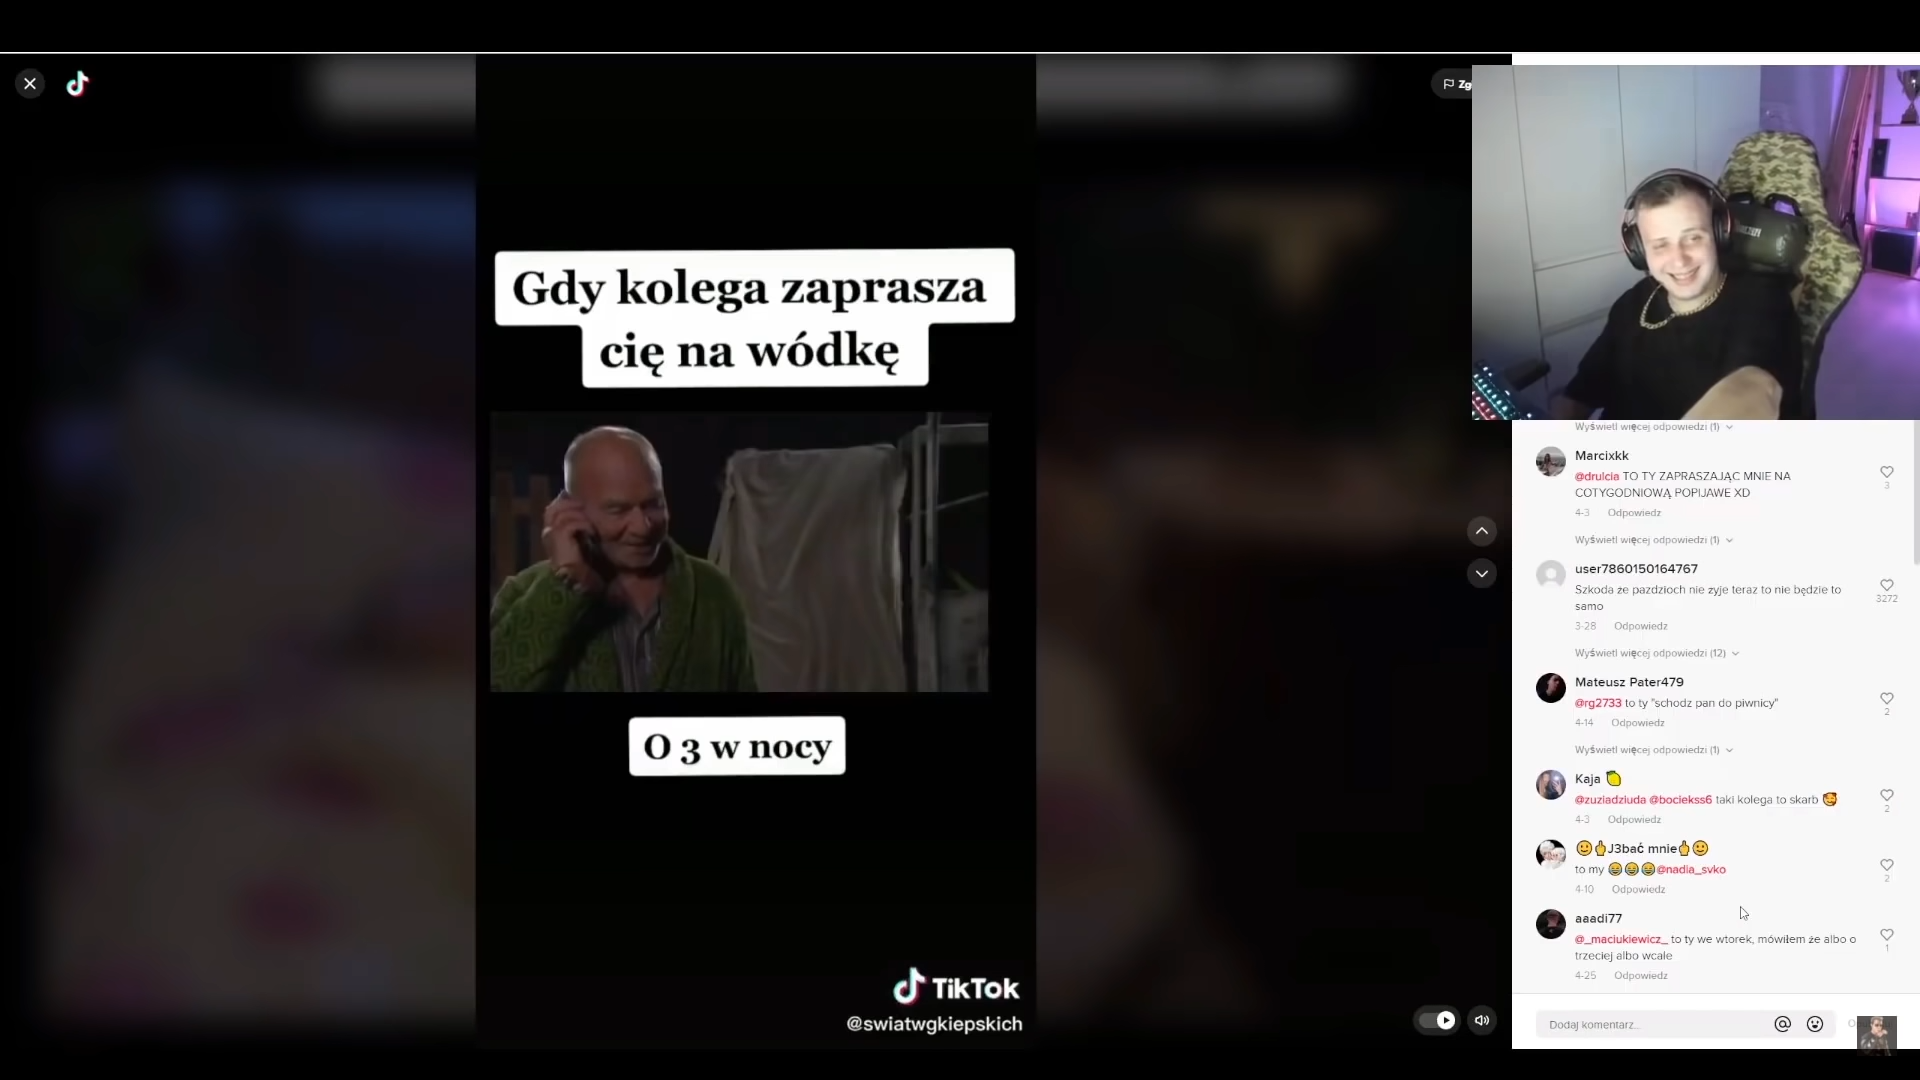 Zg
Gdy kolega zaprasza
cię na wódkę
O 3 w nocy
TikTok
@swiatwgkiepskich
Wyświetl więcej odpowiedzi (1)
Marcixkk
@drulcia TO TY ZAPRASZAJĄC MNIE NA
COTYGODNIOWĄ POPIJAWE XD
3
4-3 Odpowiedz
Wyświetl więcej odpowiedzi (1)
user7860150164767
Szkoda że pazdzioch nie żyje teraz to nie będzie to
samo
3272
3-28 Odpowiedz
Wyświetl więcej odpowiedzi (12)
Mateusz Pater479
@rg2733 to ty "schodz pan do piwnicy"
2
4-14 Odpowiedz
Wyświetl więcej odpowiedzi (1)
Kaja 🍋
@zuziadziuda @bociekss6 taki kolega to skarb 🥰
2
4-3 Odpowiedz
🙂🖕J3bać mnie🖕🙂
to my 😂😂😂@nadia_svko
2
4-10 Odpowiedz
aaadi77
@_maciukiewicz_ to ty we wtorek, mówiłem że albo o
trzeciej albo wcale
1
4-25 Odpowiedz
Dodaj komentarz...